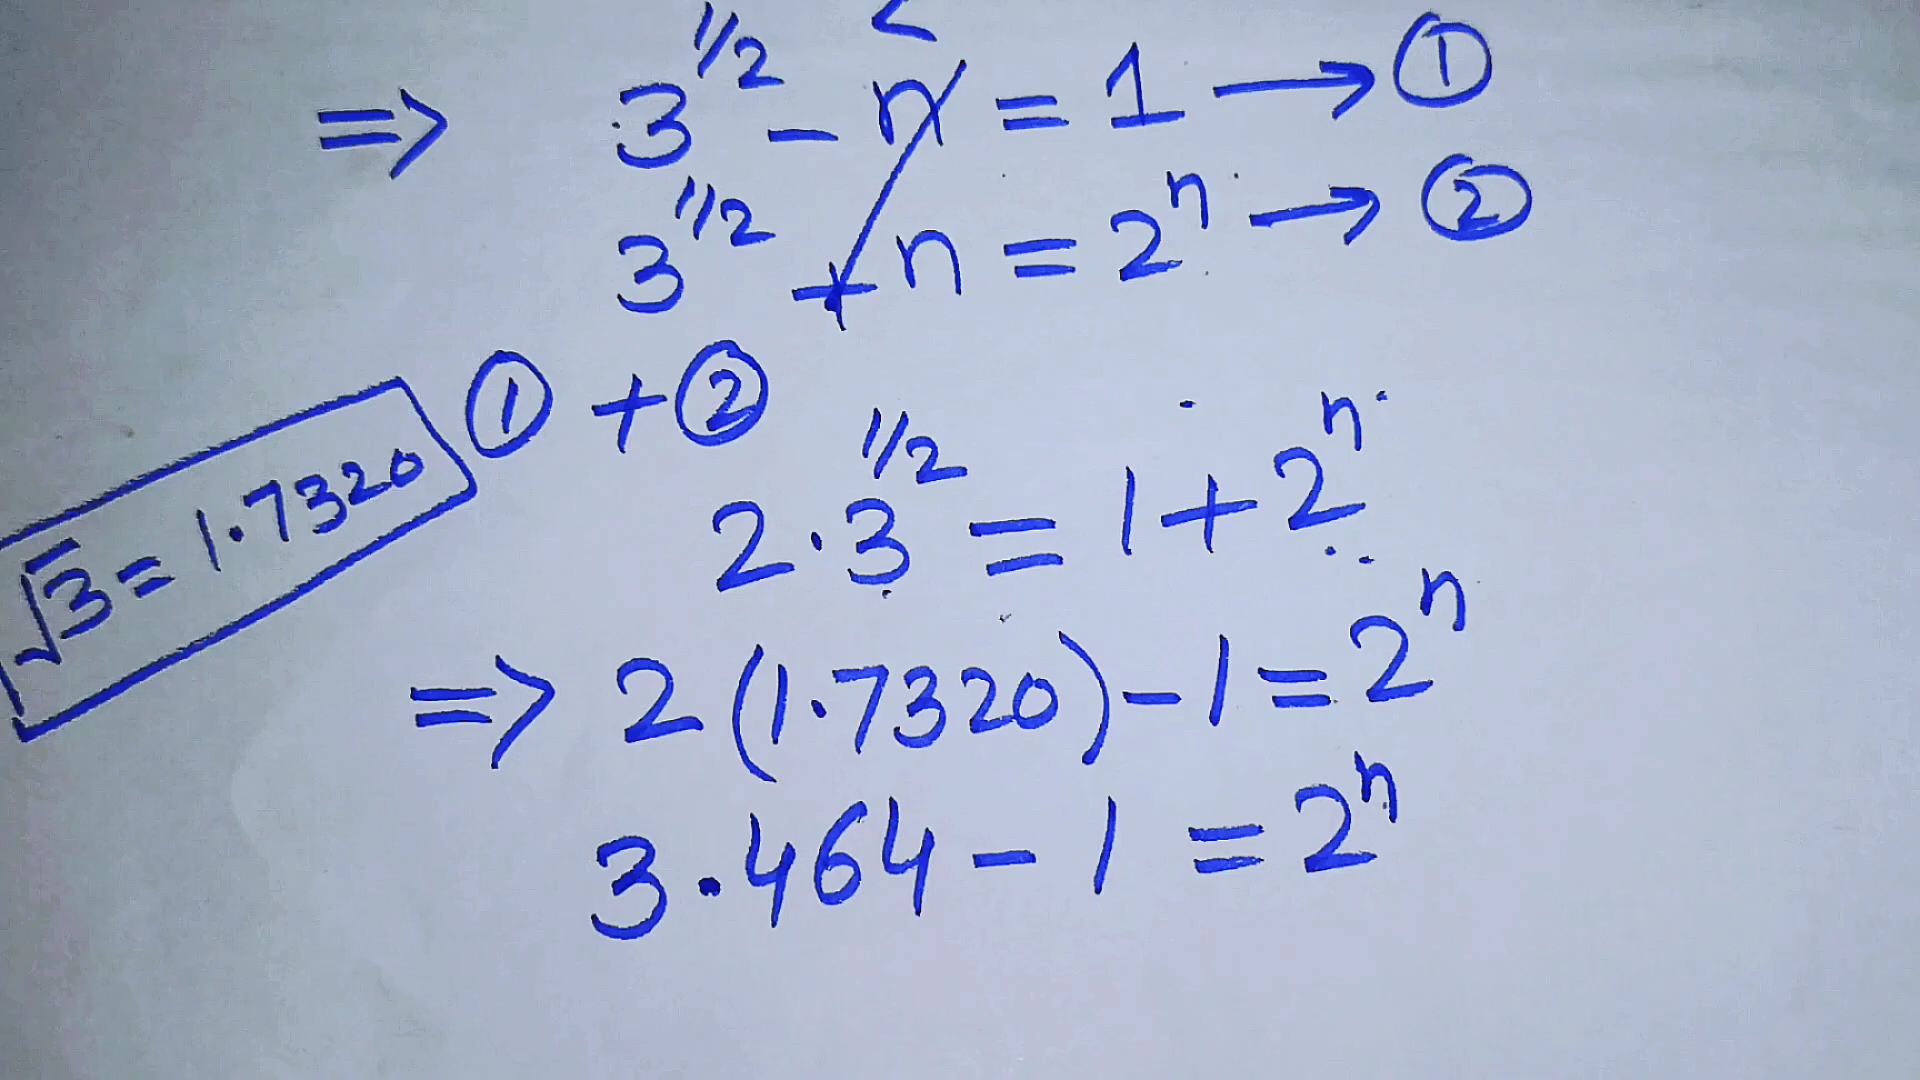 ⇒ 3^1/2 - n = 1 → ①
3^1/2 + n = 2^n → ②
① + ②
√3 = 1.7320
2·3^1/2 = 1 + 2^n
⇒ 2(1.7320) - 1 = 2^n
3.464 - 1 = 2^n